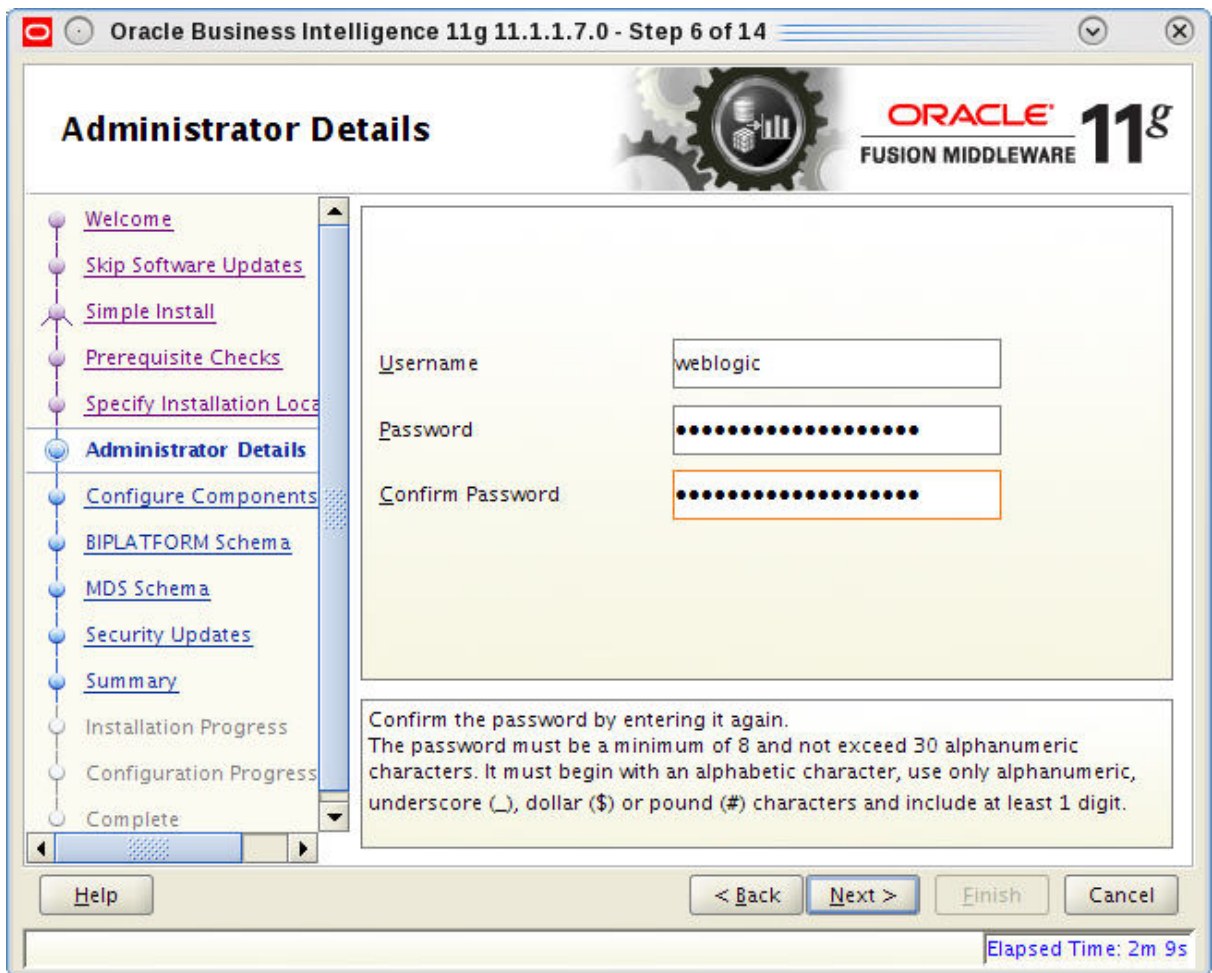 Oracle Business Intelligence 11g 11.1.1.7.0 - Step 6 of 14
Administrator Details
ORACLE
FUSION MIDDLEWARE
11g
Welcome
Skip Software Updates
Simple Install
Prerequisite Checks
Specify Installation Loca
Administrator Details
Configure Components
BIPLATFORM Schema
MDS Schema
Security Updates
Summary
Installation Progress
Configuration Progress
Complete
Username
weblogic
Password
●●●●●●●●●●●●●●●●●●●
Confirm Password
●●●●●●●●●●●●●●●●●●●
Confirm the password by entering it again.
The password must be a minimum of 8 and not exceed 30 alphanumeric
characters. It must begin with an alphabetic character, use only alphanumeric,
underscore (_), dollar ($) or pound (#) characters and include at least 1 digit.
Help
< Back
Next >
Finish
Cancel
Elapsed Time: 2m 9s